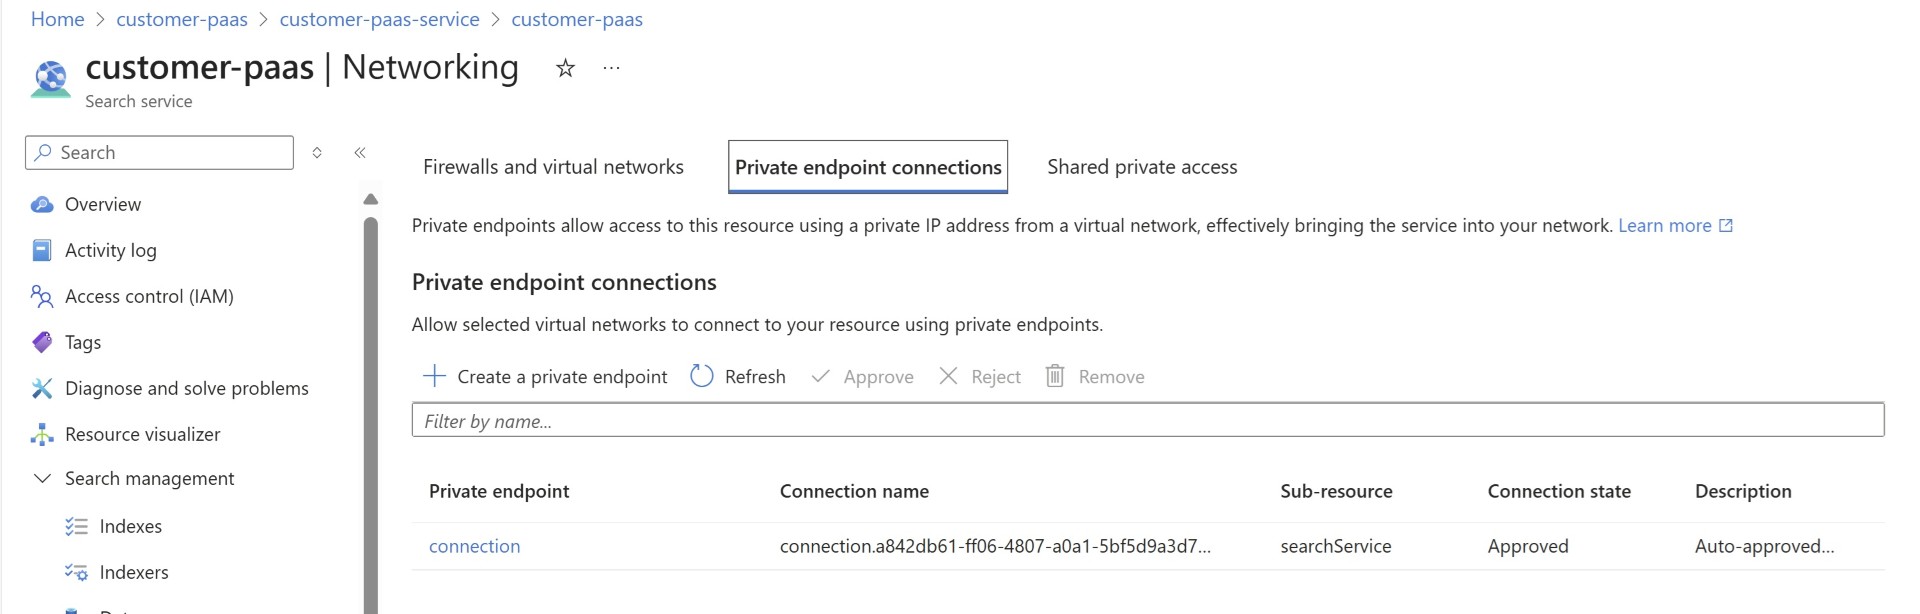 Home > customer-paas > customer-paas-service > customer-paas
customer-paas | Networking
Search service
Search
Overview
Activity log
Access control (IAM)
Tags
Diagnose and solve problems
Resource visualizer
Search management
Indexes
Indexers
Firewalls and virtual networks Private endpoint connections Shared private access
Private endpoints allow access to this resource using a private IP address from a virtual network, effectively bringing the service into your network. Learn more
Private endpoint connections
Allow selected virtual networks to connect to your resource using private endpoints.
Create a private endpoint Refresh Approve Reject Remove
Filter by name...
Private endpoint Connection name Sub-resource Connection state Description
connection connection.a842db61-ff06-4807-a0a1-5bf5d9a3d7... searchService Approved Auto-approved...